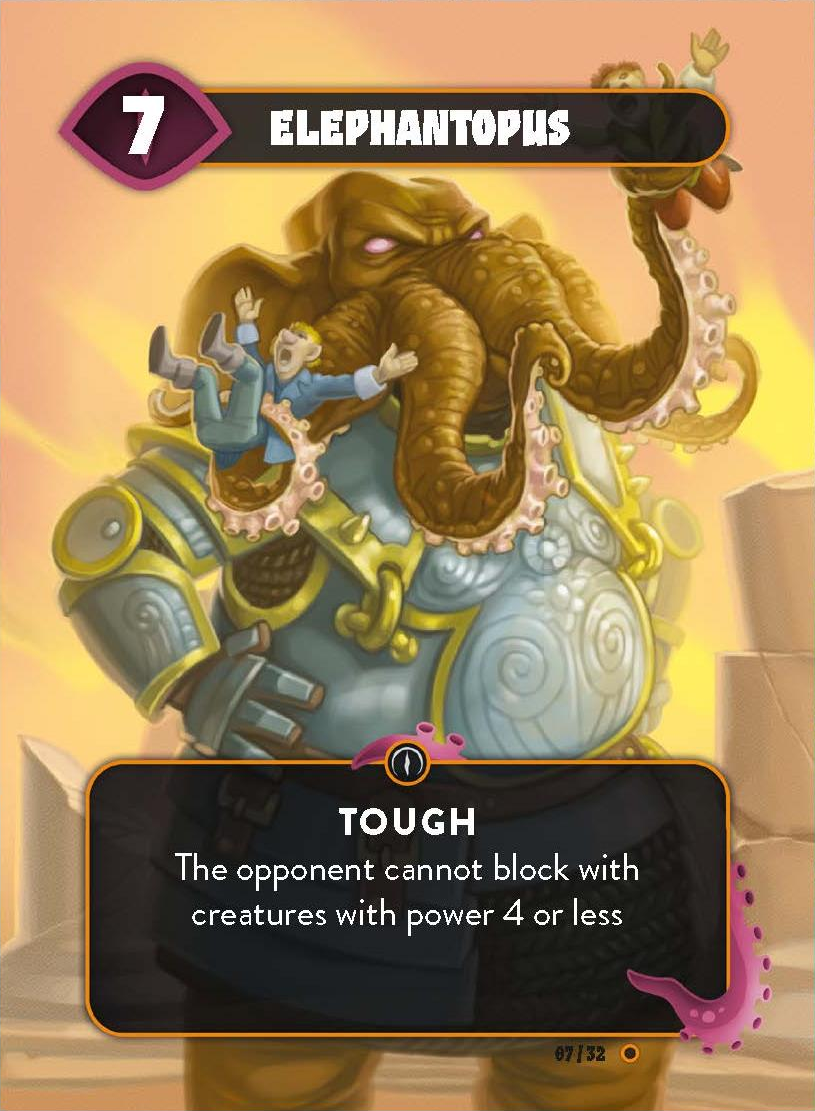 7
ELEPHANTOPUS
TOUGH
The opponent cannot block with
creatures with power 4 or less
07/32